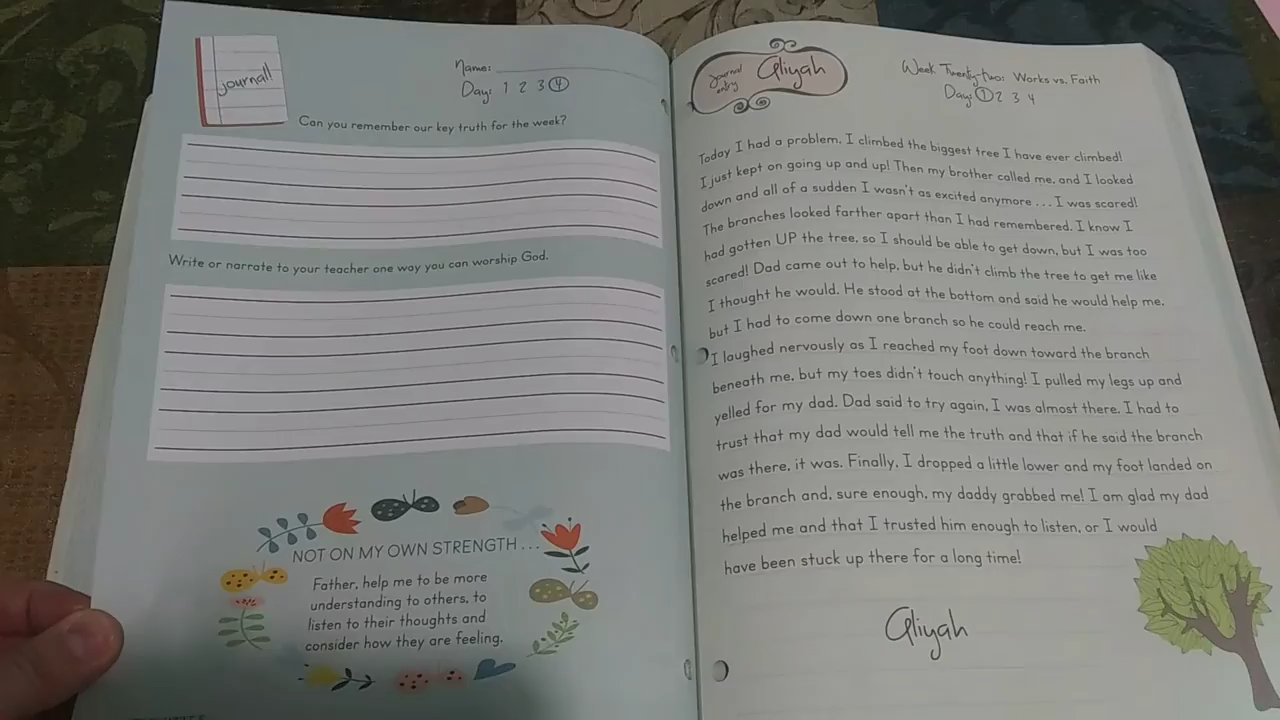 journal!
Name:
Day: 1 2 3 4
Can you remember our key truth for the week?
Write or narrate to your teacher one way you can worship God.
NOT ON MY OWN STRENGTH . . .
Father, help me to be more
understanding to others, to
listen to their thoughts and
consider how they are feeling.
journal
entry
Aliyah
Week Twenty-two: Works vs. Faith
Day: 1 2 3 4
Today I had a problem. I climbed the biggest tree I have ever climbed!
I just kept on going up and up! Then my brother called me, and I looked
down and all of a sudden I wasn't as excited anymore . . . I was scared!
The branches looked farther apart than I had remembered. I know I
had gotten UP the tree, so I should be able to get down, but I was too
scared! Dad came out to help, but he didn't climb the tree to get me like
I thought he would. He stood at the bottom and said he would help me,
but I had to come down one branch so he could reach me.
I laughed nervously as I reached my foot down toward the branch
beneath me, but my toes didn't touch anything! I pulled my legs up and
yelled for my dad. Dad said to try again, I was almost there. I had to
trust that my dad would tell me the truth and that if he said the branch
was there, it was. Finally, I dropped a little lower and my foot landed on
the branch and, sure enough, my daddy grabbed me! I am glad my dad
helped me and that I trusted him enough to listen, or I would
have been stuck up there for a long time!
Aliyah